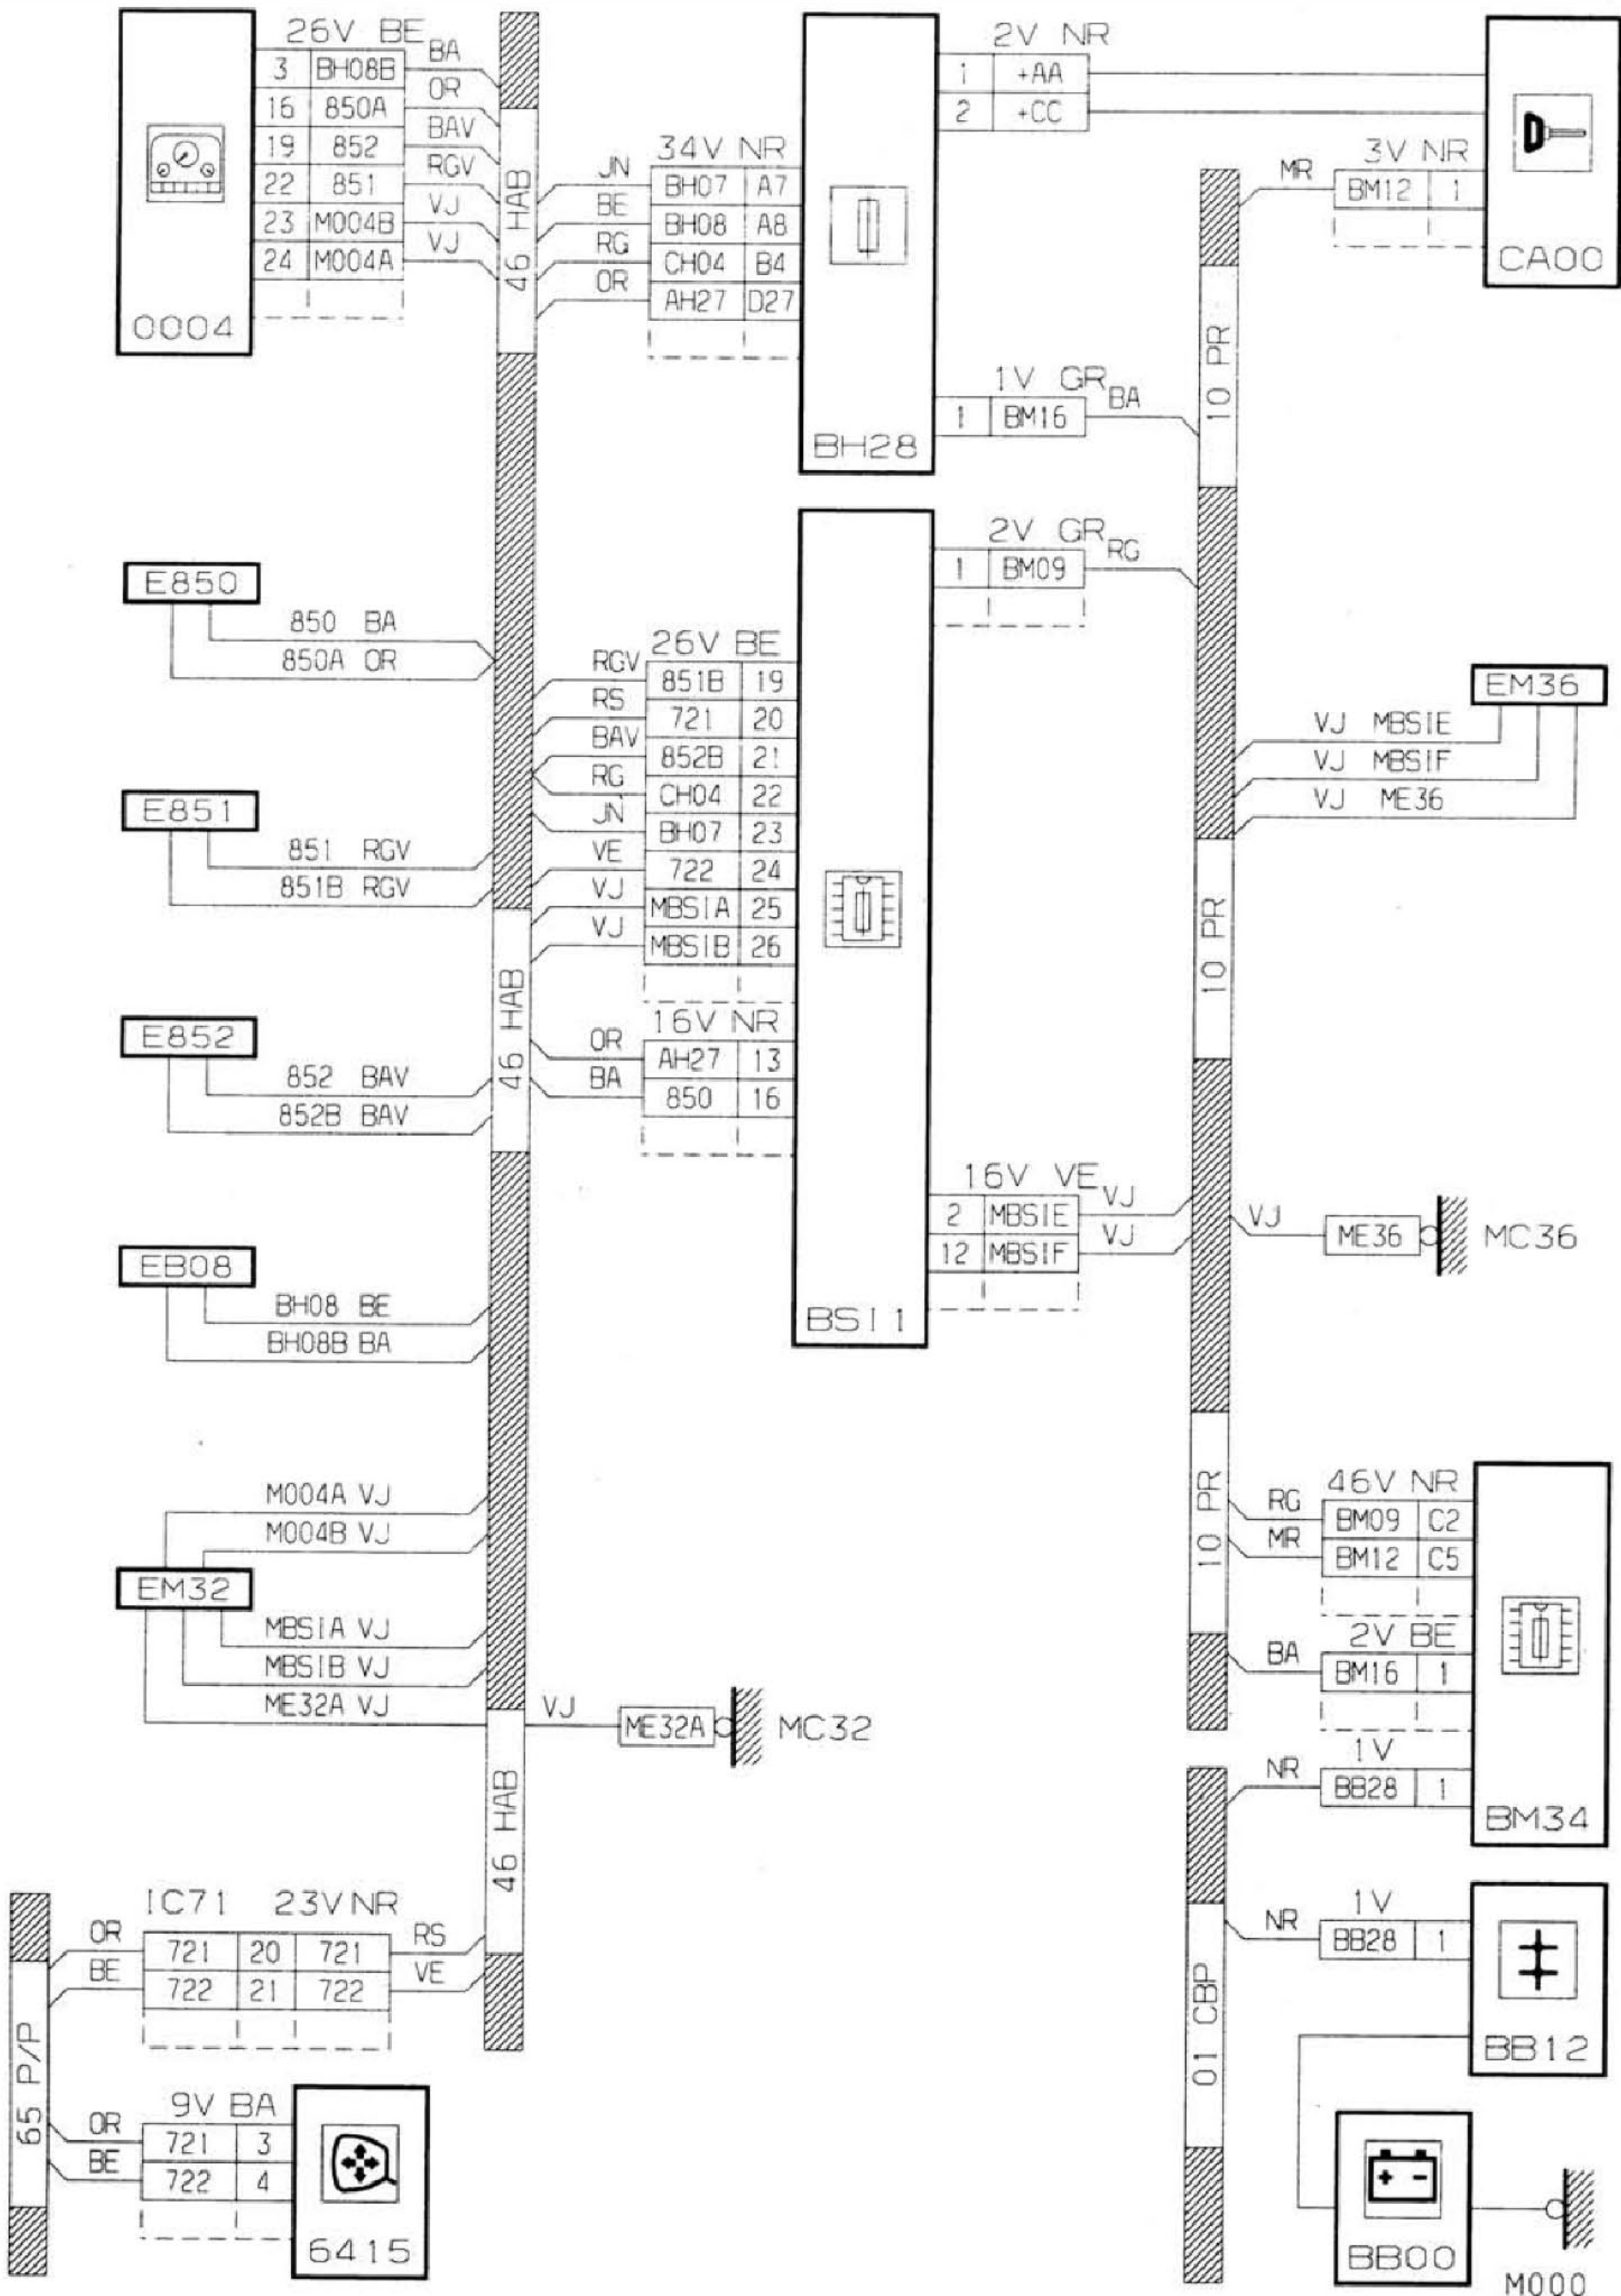 26V BE
3 BH08B BA
16 850A OR
19 852 BAV
22 851 RGV
23 M004B VJ
24 M004A VJ
0004
46 HAB
34V NR
JN BH07 A7
BE BH08 A8
RG CH04 B4
OR AH27 D27
2V NR
1 +AA
2 +CC
1V GR
1 BM16 BA
BH28
3V NR
MR BM12 1
CA00
10 PR
2V GR
1 BM09 RG
E850
850 BA
850A OR
26V BE
RGV 851B 19
RS 721 20
BAV 852B 21
RG CH04 22
JN BH07 23
VE 722 24
VJ MBSIA 25
VJ MBSIB 26
EM36
VJ MBSIE
VJ MBSIF
VJ ME36
E851
851 RGV
851B RGV
46 HAB
10 PR
16V NR
OR AH27 13
BA 850 16
E852
852 BAV
852B BAV
16V VE
2 MBSIE VJ
12 MBSIF VJ
BSI1
VJ ME36 MC36
EB08
BH08 BE
BH08B BA
10 PR
46V NR
RG BM09 C2
MR BM12 C5
2V BE
BA BM16 1
1V
NR BB28 1
BM34
M004A VJ
M004B VJ
EM32
MBSIA VJ
MBSIB VJ
ME32A VJ
VJ ME32A MC32
46 HAB
IC71 23V NR
OR 721 20 721 RS
BE 722 21 722 VE
65 P/P
9V BA
OR 721 3
BE 722 4
6415
01 CBP
1V
NR BB28 1
BB12
+ -
BB00
M000